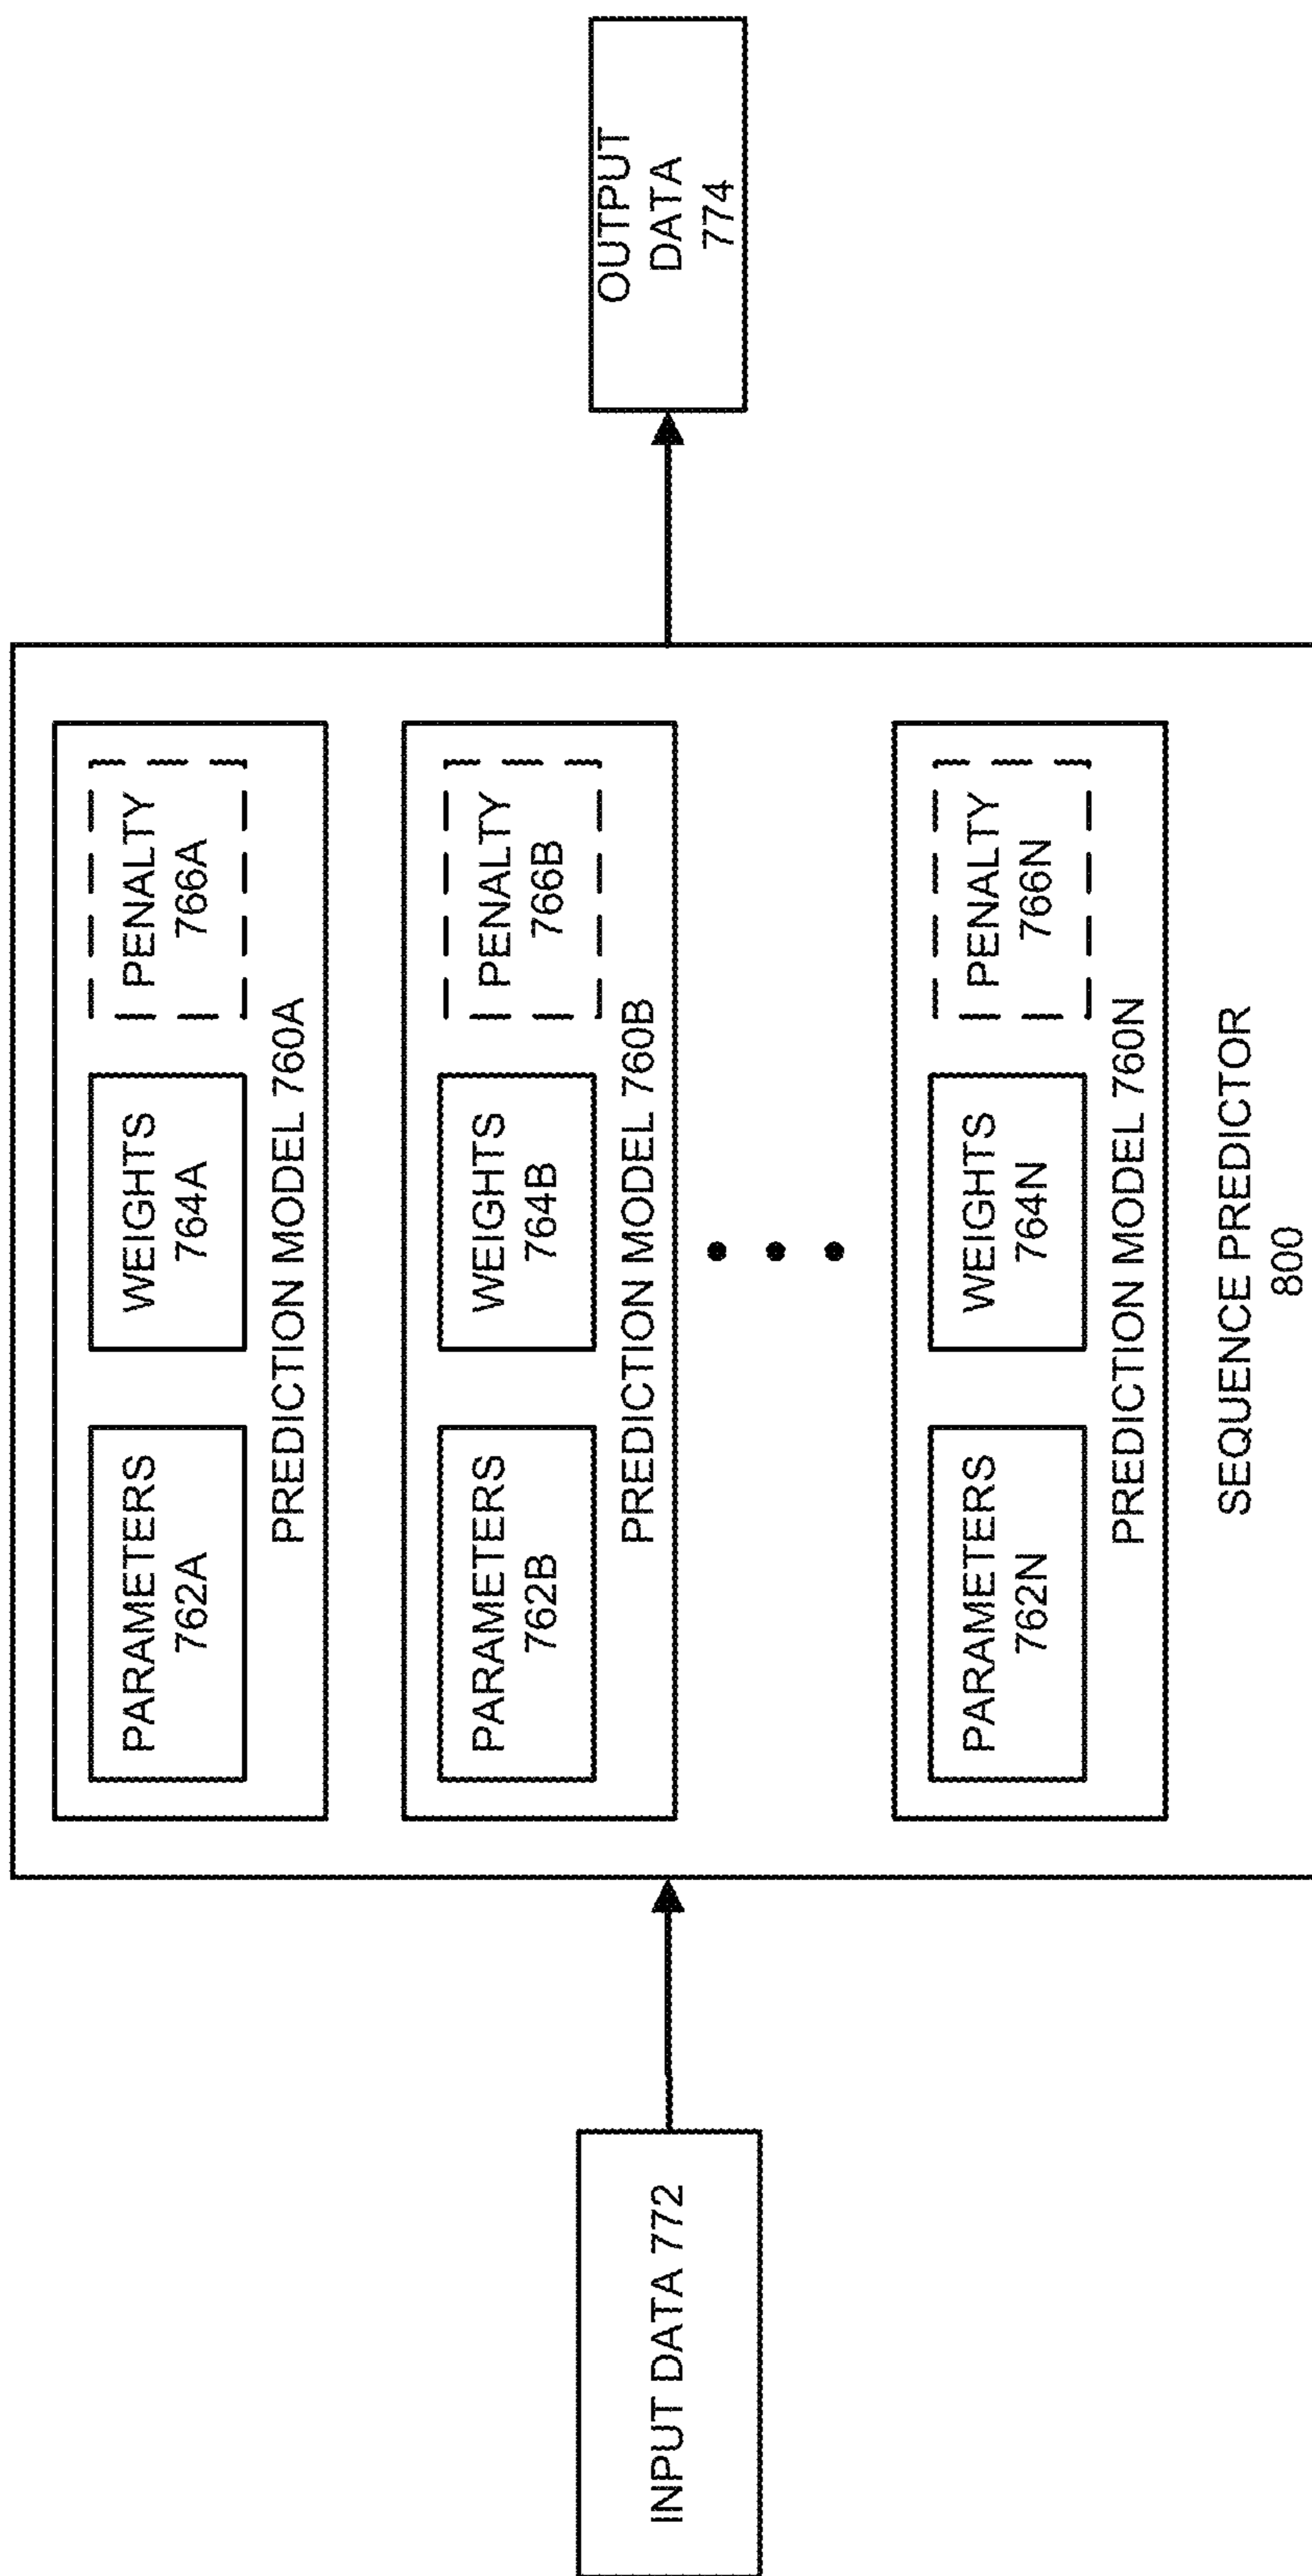 INPUT DATA 772
PARAMETERS
762A
WEIGHTS
764A
PENALTY
766A
PREDICTION MODEL 760A
PARAMETERS
762B
WEIGHTS
764B
PENALTY
766B
PREDICTION MODEL 760B
PARAMETERS
762N
WEIGHTS
764N
PENALTY
766N
PREDICTION MODEL 760N
SEQUENCE PREDICTOR
800
OUTPUT
DATA
774